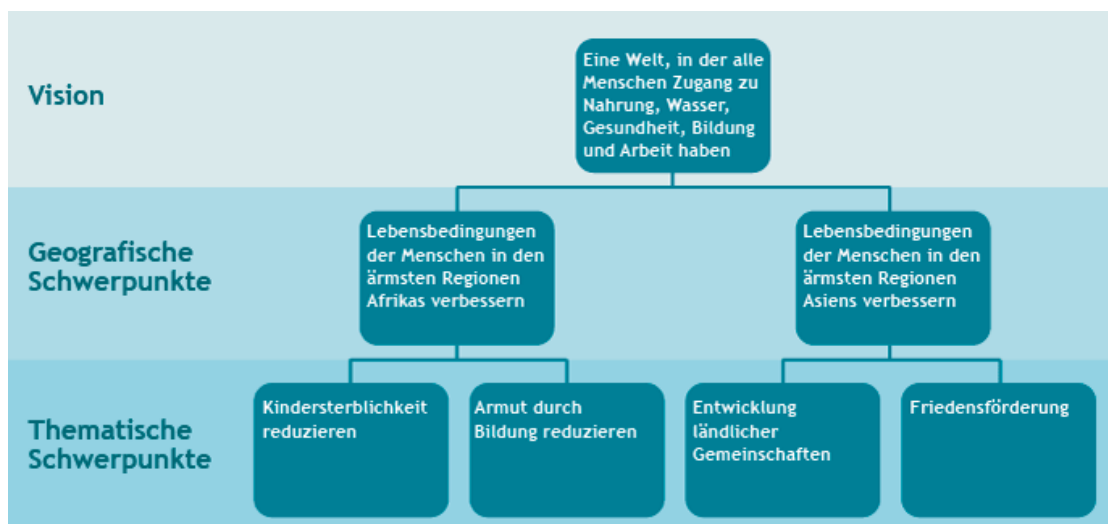 Vision
Eine Welt, in der alle
Menschen Zugang zu
Nahrung, Wasser,
Gesundheit, Bildung
und Arbeit haben
Geografische
Schwerpunkte
Lebensbedingungen
der Menschen in den
ärmsten Regionen
Afrikas verbessern
Lebensbedingungen
der Menschen in den
ärmsten Regionen
Asiens verbessern
Thematische
Schwerpunkte
Kindersterblichkeit
reduzieren
Armut durch
Bildung reduzieren
Entwicklung
ländlicher
Gemeinschaften
Friedensförderung